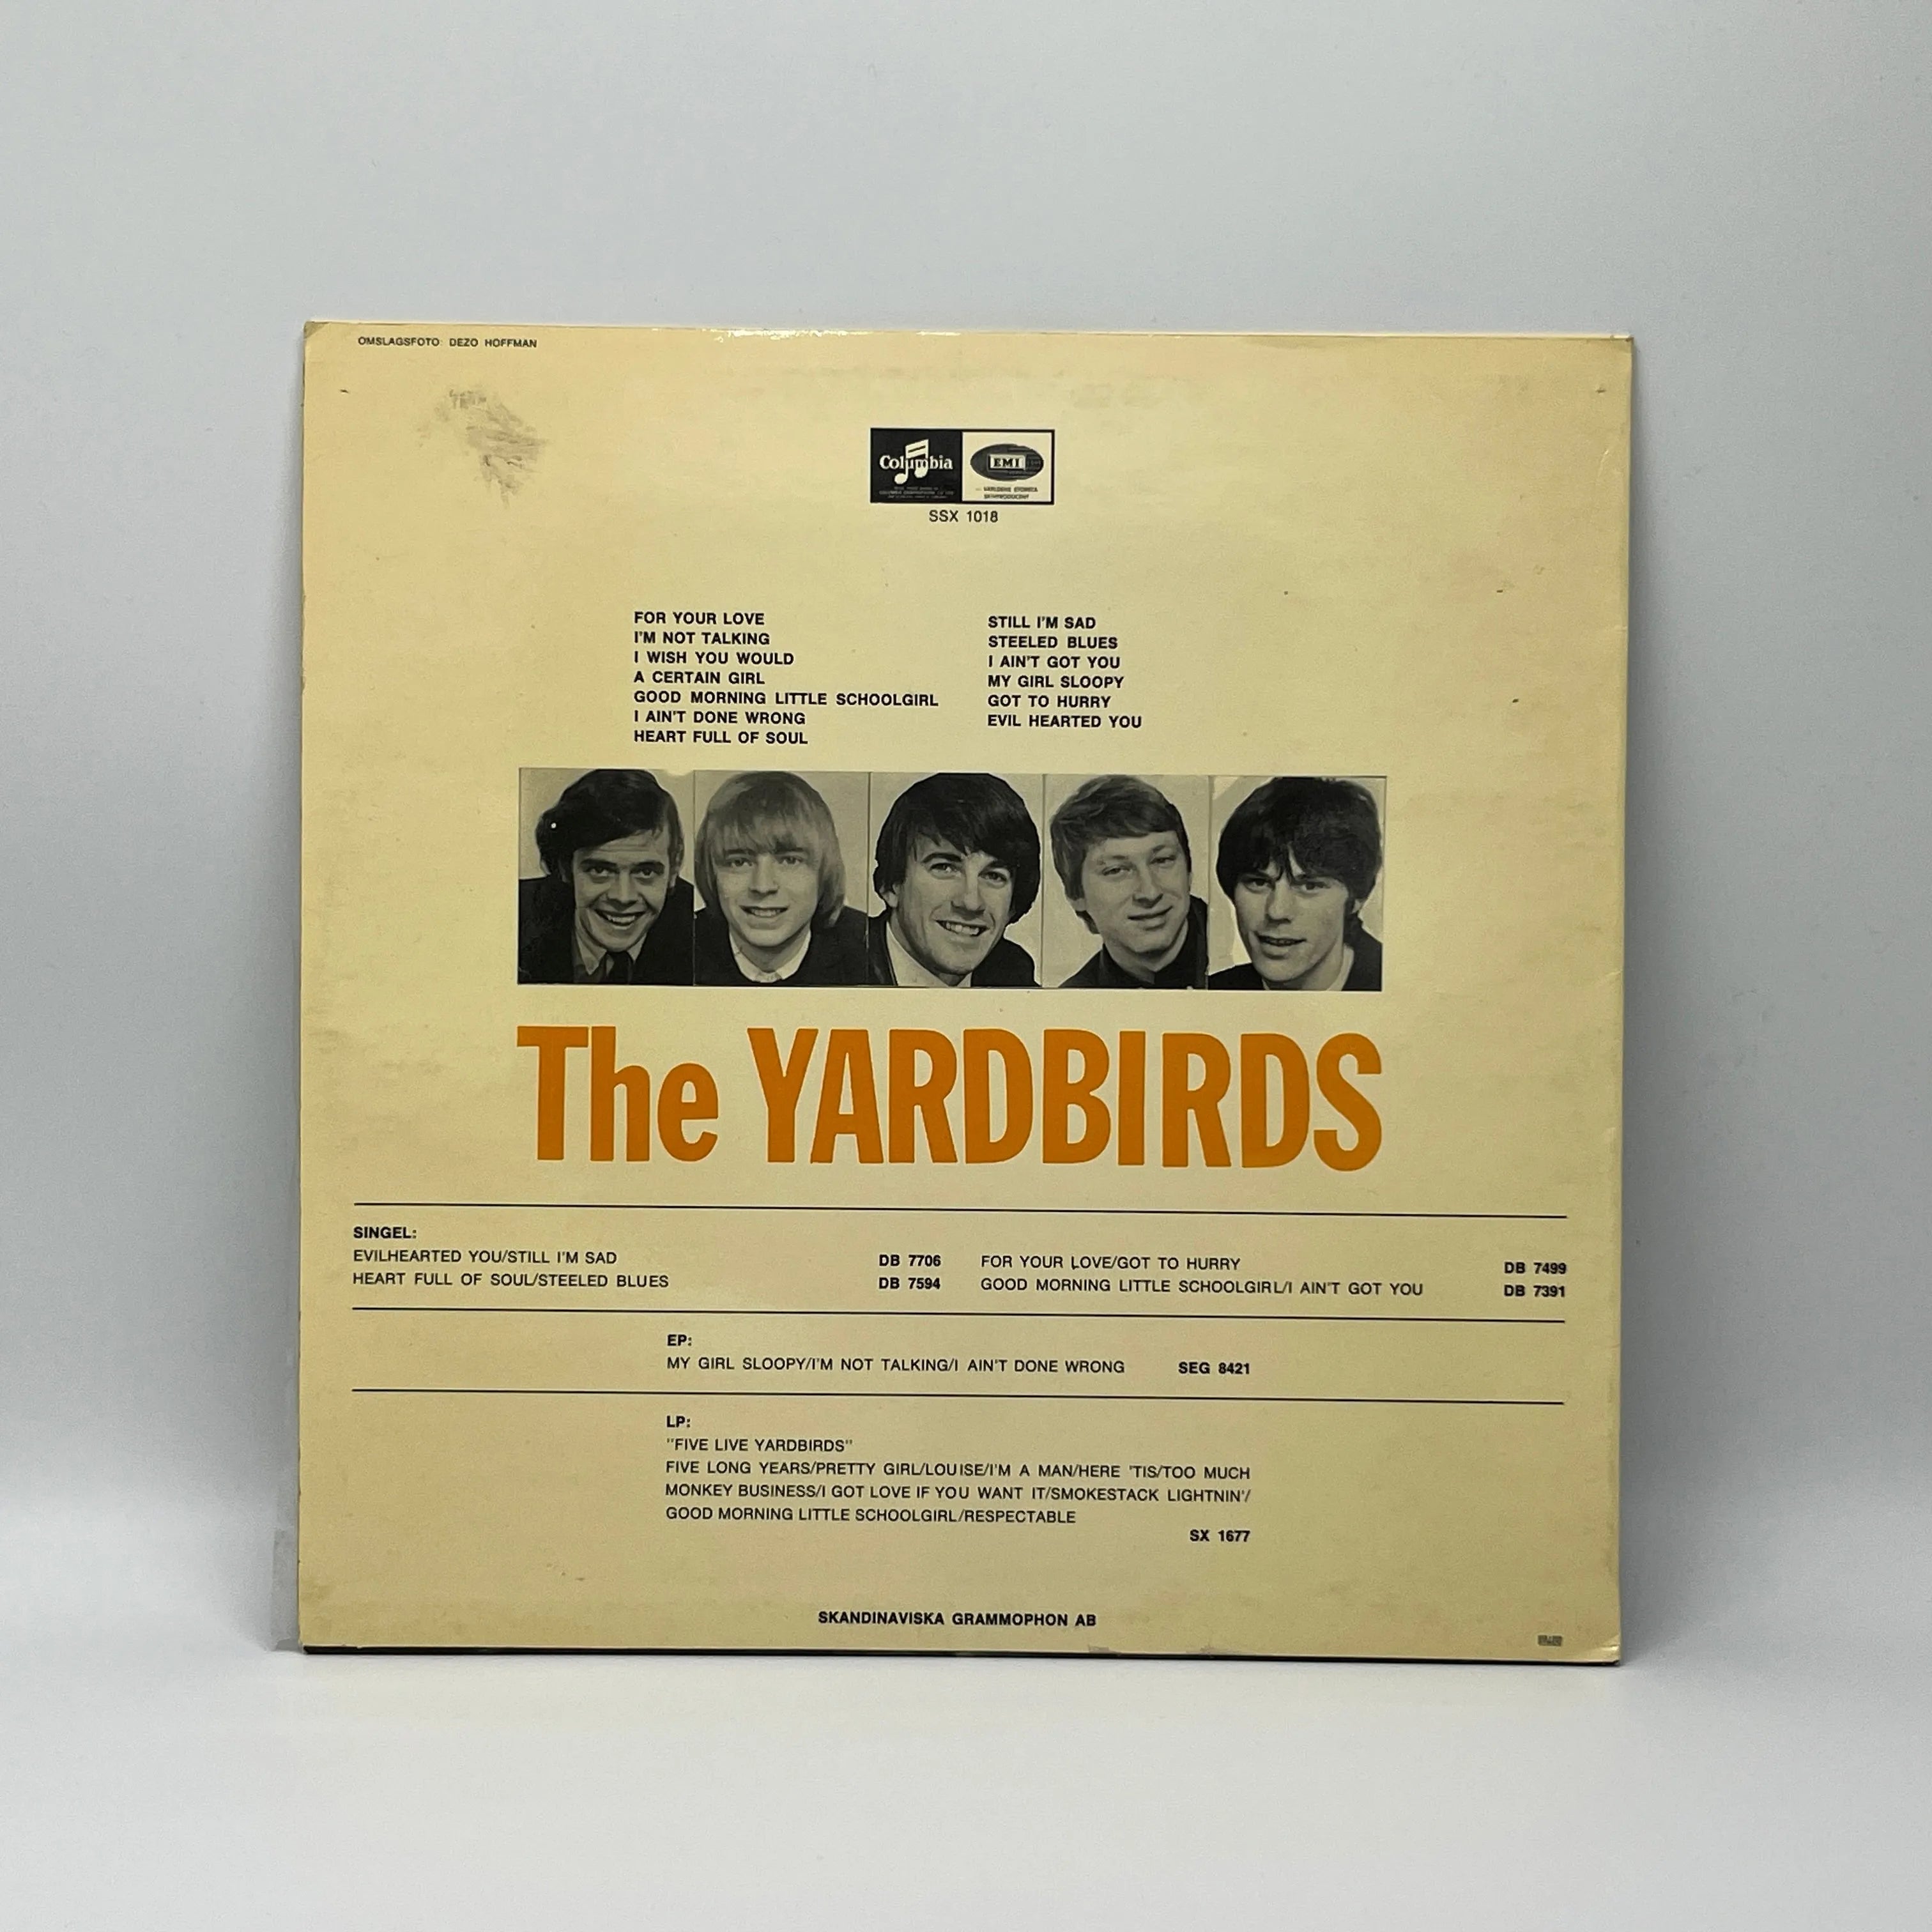 OMSLAGSFOTO: DEZO HOFFMAN
Columbia
EMI
SSX 1018
FOR YOUR LOVE
I'M NOT TALKING
I WISH YOU WOULD
A CERTAIN GIRL
GOOD MORNING LITTLE SCHOOLGIRL
I AIN'T DONE WRONG
HEART FULL OF SOUL
STILL I'M SAD
STEELED BLUES
I AIN'T GOT YOU
MY GIRL SLOOPY
GOT TO HURRY
EVIL HEARTED YOU
The YARDBIRDS
SINGEL:
EVILHEARTED YOU/STILL I'M SAD DB 7706
HEART FULL OF SOUL/STEELED BLUES DB 7594
FOR YOUR LOVE/GOT TO HURRY DB 7499
GOOD MORNING LITTLE SCHOOLGIRL/I AIN'T GOT YOU DB 7391
EP:
MY GIRL SLOOPY/I'M NOT TALKING/I AIN'T DONE WRONG SEG 8421
LP:
"FIVE LIVE YARDBIRDS"
FIVE LONG YEARS/PRETTY GIRL/LOUISE/I'M A MAN/HERE 'TIS/TOO MUCH
MONKEY BUSINESS/I GOT LOVE IF YOU WANT IT/SMOKESTACK LIGHTNIN'/
GOOD MORNING LITTLE SCHOOLGIRL/RESPECTABLE
SX 1677
SKANDINAVISKA GRAMMOPHON AB